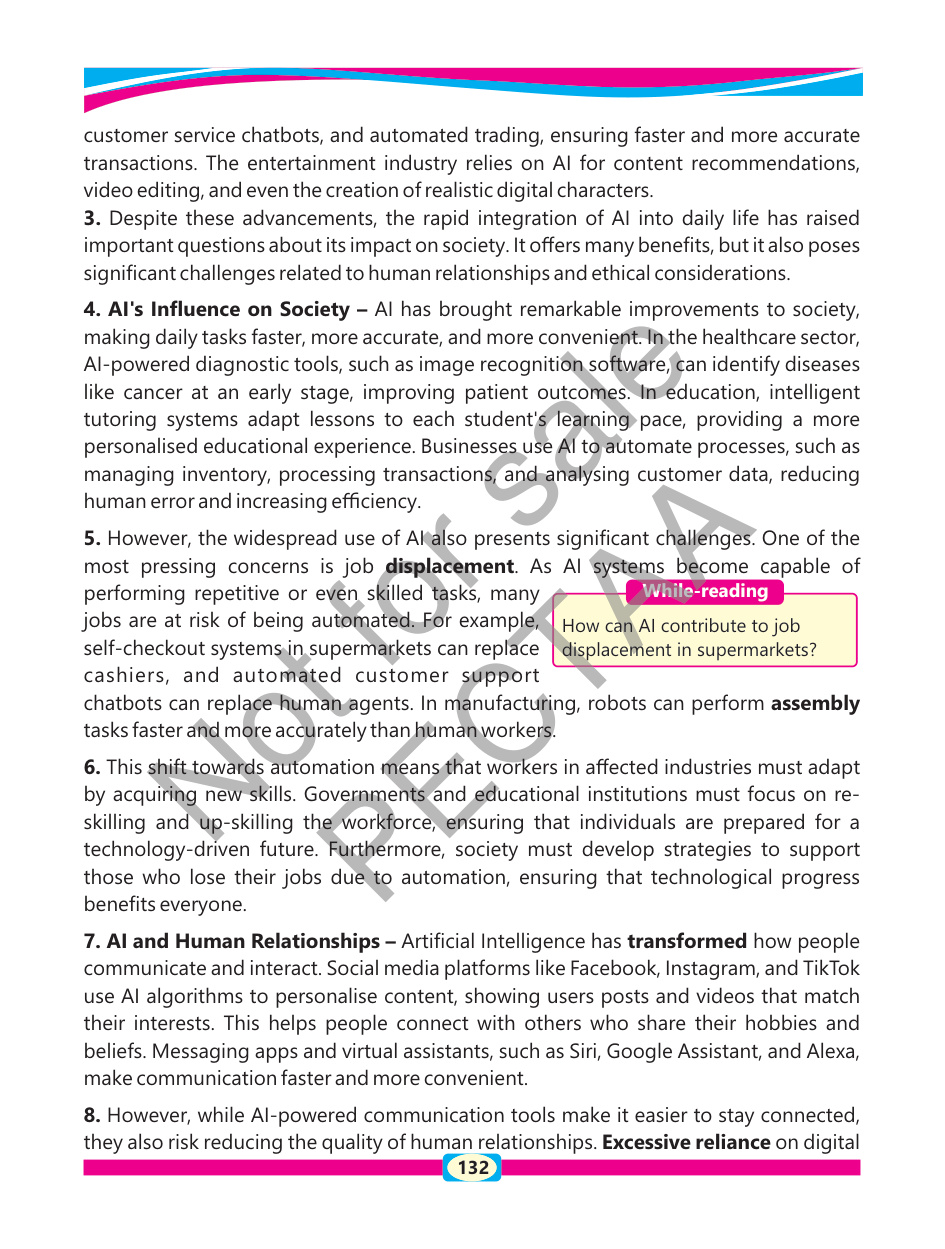 customer service chatbots, and automated trading, ensuring faster and more accurate
transactions. The entertainment industry relies on AI for content recommendations,
video editing, and even the creation of realistic digital characters.
3. Despite these advancements, the rapid integration of AI into daily life has raised
important questions about its impact on society. It offers many benefits, but it also poses
significant challenges related to human relationships and ethical considerations.
4. AI's Influence on Society – AI has brought remarkable improvements to society,
making daily tasks faster, more accurate, and more convenient. In the healthcare sector,
AI-powered diagnostic tools, such as image recognition software, can identify diseases
like cancer at an early stage, improving patient outcomes. In education, intelligent
tutoring systems adapt lessons to each student's learning pace, providing a more
personalised educational experience. Businesses use AI to automate processes, such as
managing inventory, processing transactions, and analysing customer data, reducing
human error and increasing efficiency.
5. However, the widespread use of AI also presents significant challenges. One of the
most pressing concerns is job displacement. As AI systems become capable of
performing repetitive or even skilled tasks, many
jobs are at risk of being automated. For example,
self-checkout systems in supermarkets can replace
cashiers, and automated customer support
chatbots can replace human agents. In manufacturing, robots can perform assembly
tasks faster and more accurately than human workers.
While-reading
How can AI contribute to job
displacement in supermarkets?
6. This shift towards automation means that workers in affected industries must adapt
by acquiring new skills. Governments and educational institutions must focus on re-
skilling and up-skilling the workforce, ensuring that individuals are prepared for a
technology-driven future. Furthermore, society must develop strategies to support
those who lose their jobs due to automation, ensuring that technological progress
benefits everyone.
7. AI and Human Relationships – Artificial Intelligence has transformed how people
communicate and interact. Social media platforms like Facebook, Instagram, and TikTok
use AI algorithms to personalise content, showing users posts and videos that match
their interests. This helps people connect with others who share their hobbies and
beliefs. Messaging apps and virtual assistants, such as Siri, Google Assistant, and Alexa,
make communication faster and more convenient.
8. However, while AI-powered communication tools make it easier to stay connected,
they also risk reducing the quality of human relationships. Excessive reliance on digital
132
Not for sale
PECTAA